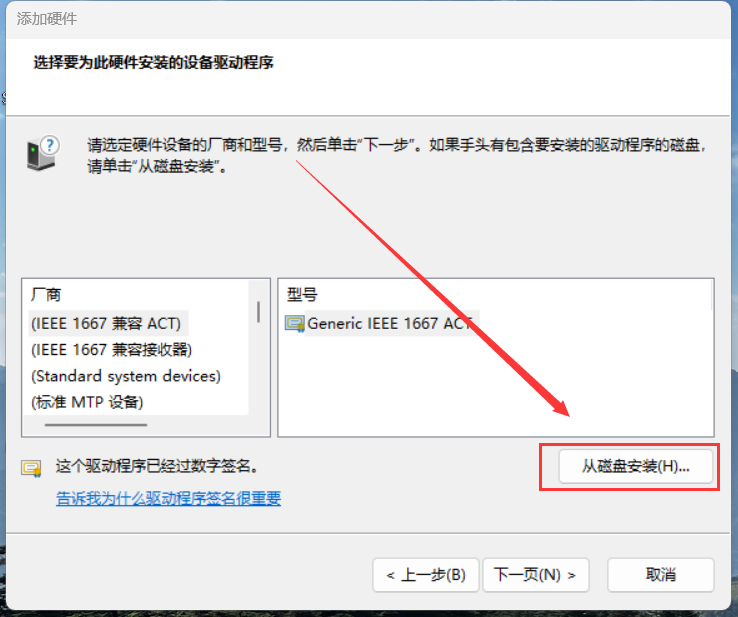 添加硬件
选择要为此硬件安装的设备驱动程序
请选定硬件设备的厂商和型号，然后单击“下一步”。如果手头有包含要安装的驱动程序的磁盘，
请单击“从磁盘安装”。
厂商
(IEEE 1667 兼容 ACT)
(IEEE 1667 兼容接收器)
(Standard system devices)
(标准 MTP 设备)
型号
Generic IEEE 1667 ACT
这个驱动程序已经过数字签名。
告诉我为什么驱动程序签名很重要
从磁盘安装(H)...
< 上一步(B)
下一页(N) >
取消